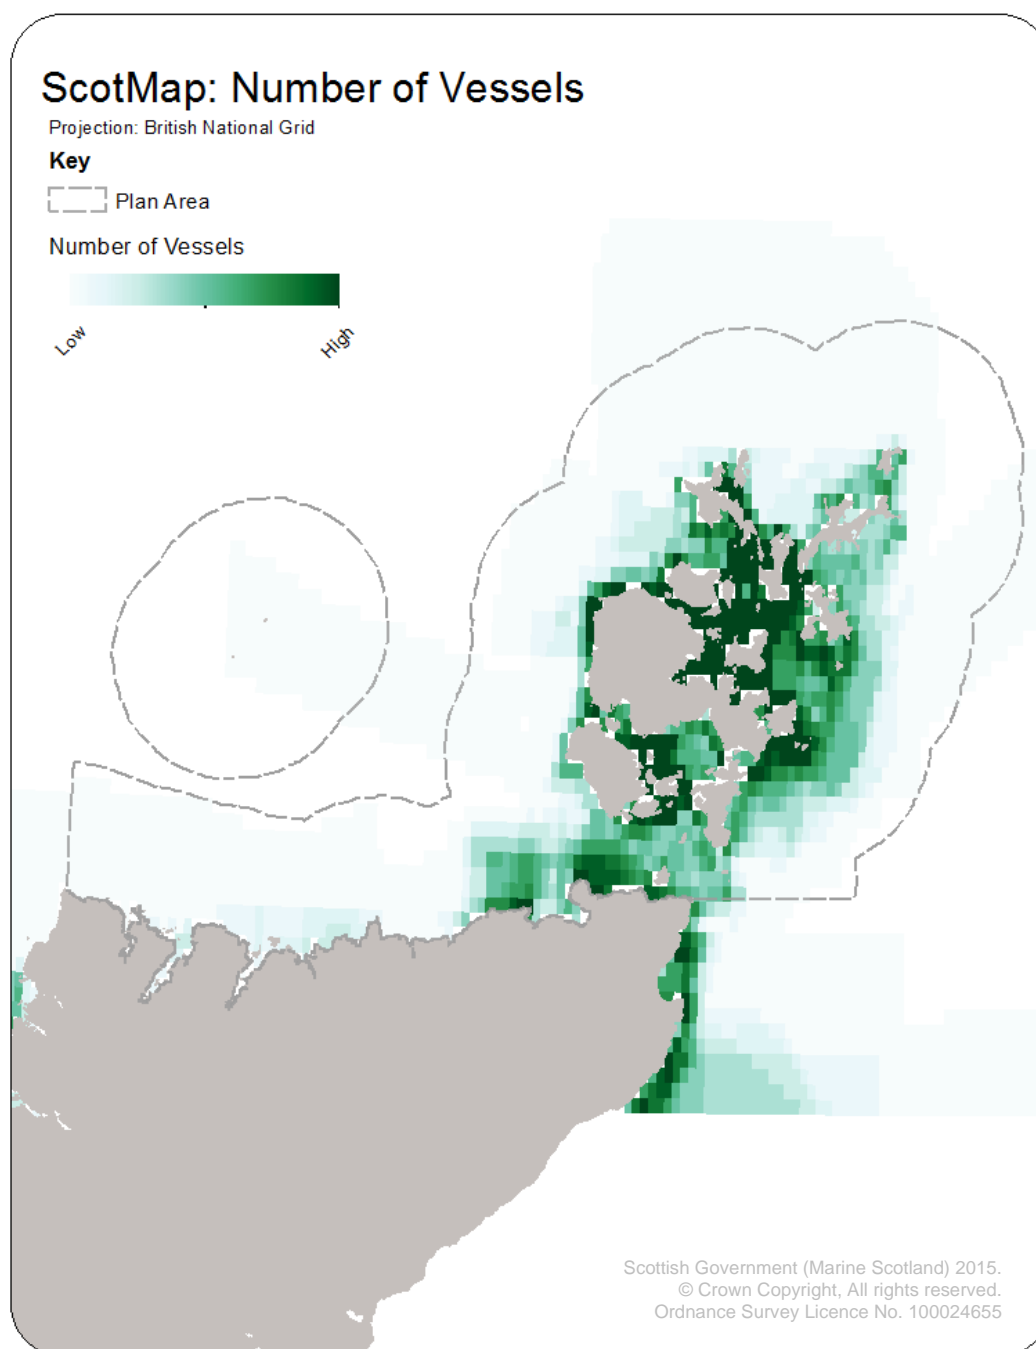 ScotMap: Number of Vessels
Projection: British National Grid
Key
Plan Area
Number of Vessels
Low
High
Scottish Government (Marine Scotland) 2015.
© Crown Copyright, All rights reserved.
Ordnance Survey Licence No. 100024655